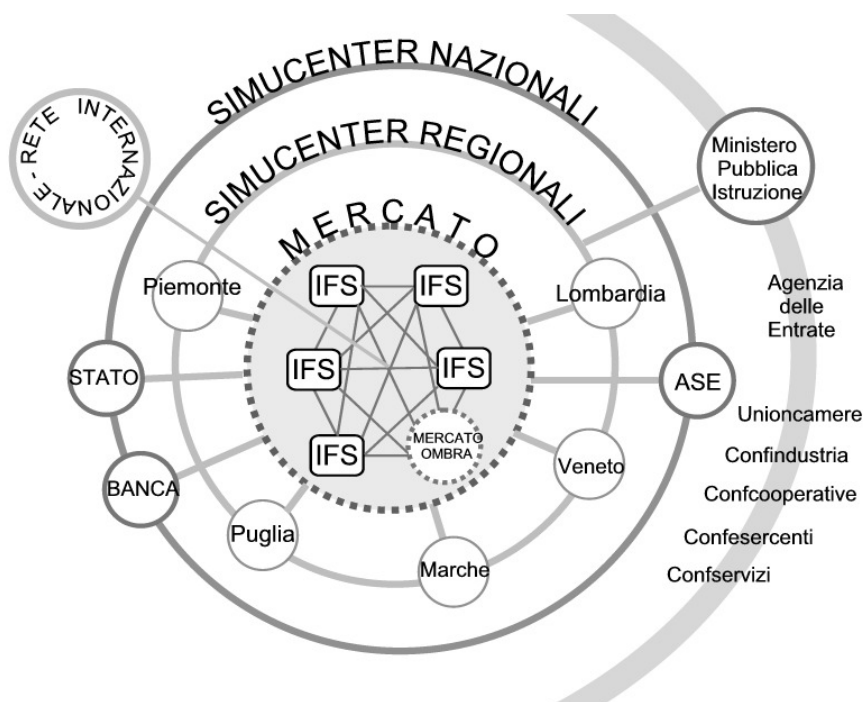 SIMUCENTER NAZIONALI
RETE INTERNAZIONALE -
SIMUCENTER REGIONALI
MERCATO
Ministero
Pubblica
Istruzione
Piemonte
IFS
IFS
Lombardia
Agenzia
delle
Entrate
STATO
IFS
IFS
ASE
Unioncamere
MERCATO
OMBRA
IFS
Veneto
Confindustria
BANCA
Confcooperative
Puglia
Marche
Confesercenti
Confservizi